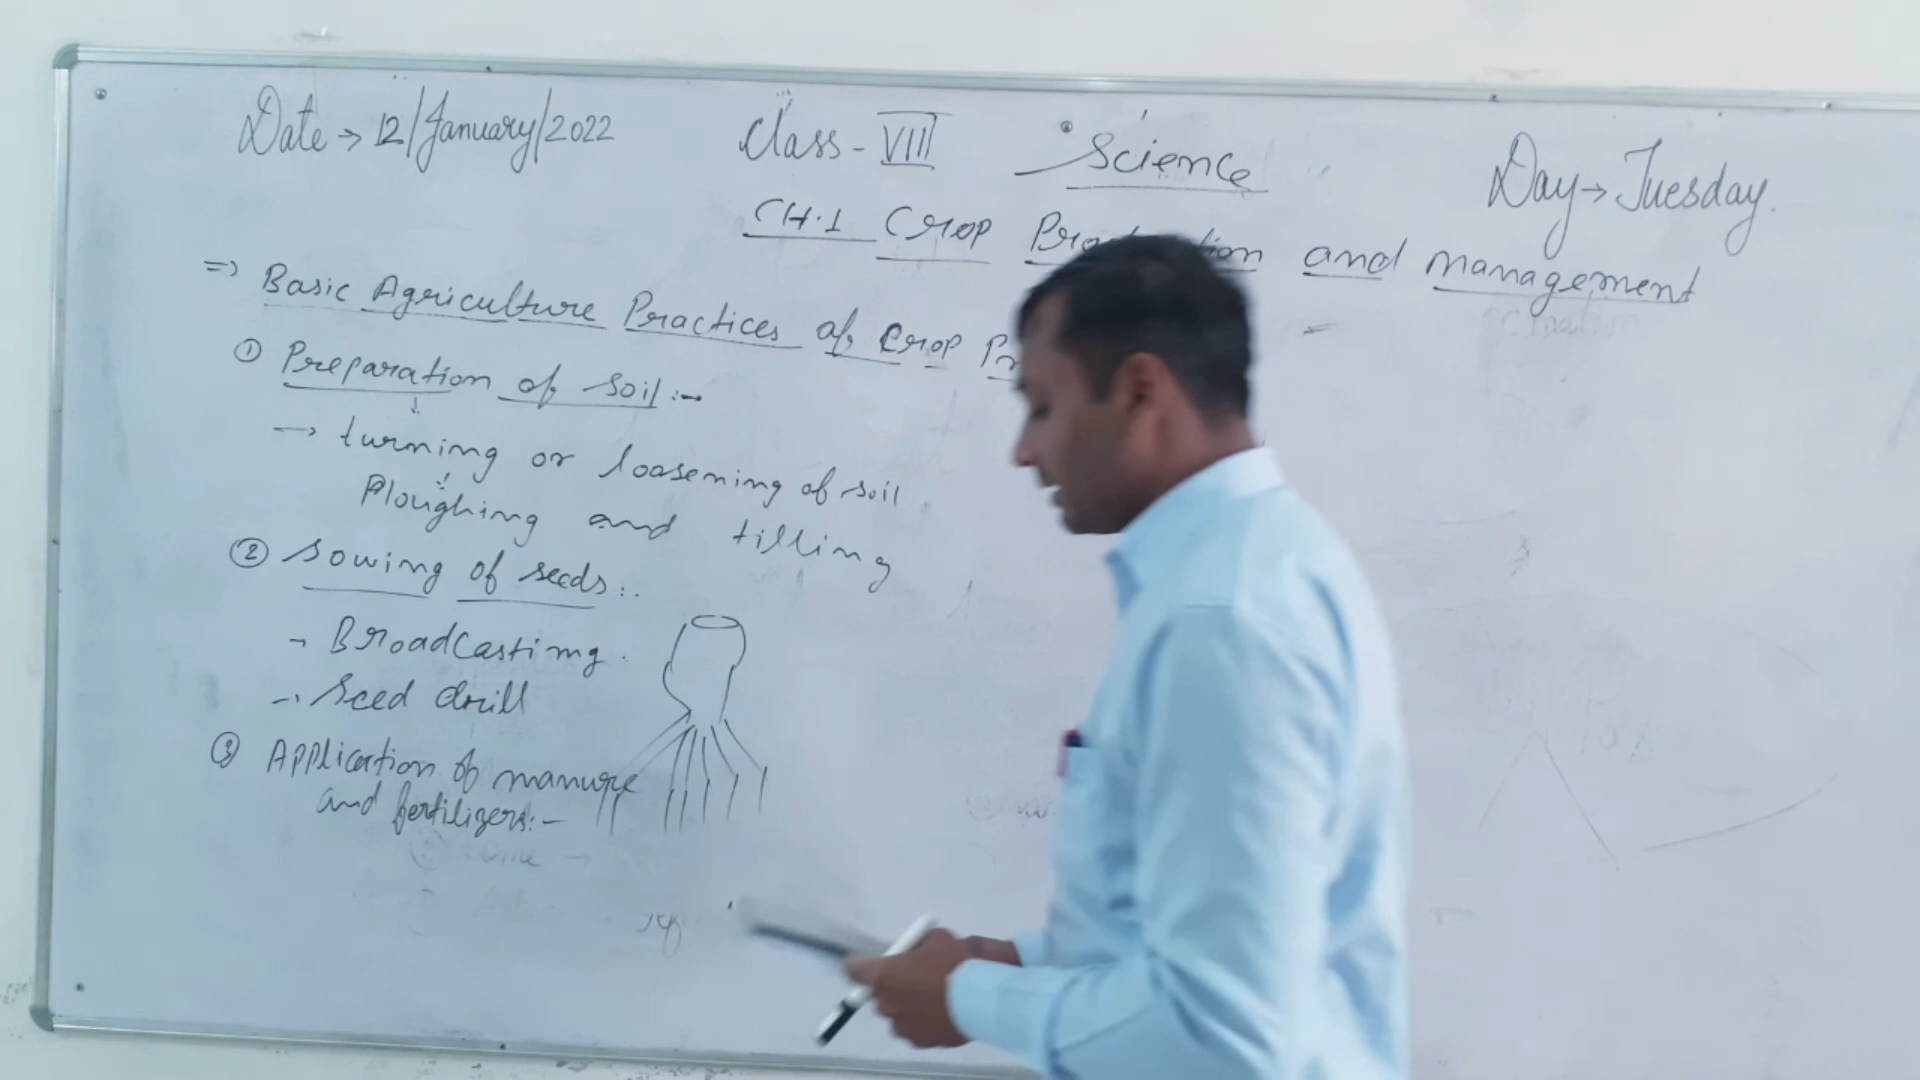 Date → 12/January/2022 Class - VIII Science Day → Tuesday.
CH.1 Crop and management
⇒ Basic Agriculture Practices of Crop
① Preparation of soil :-
→ turning or loosening of soil
Ploughing and tilling
② Sowing of seeds :.
- Broadcasting.
- Seed drill
③ Application of manure
and fertilizers:-